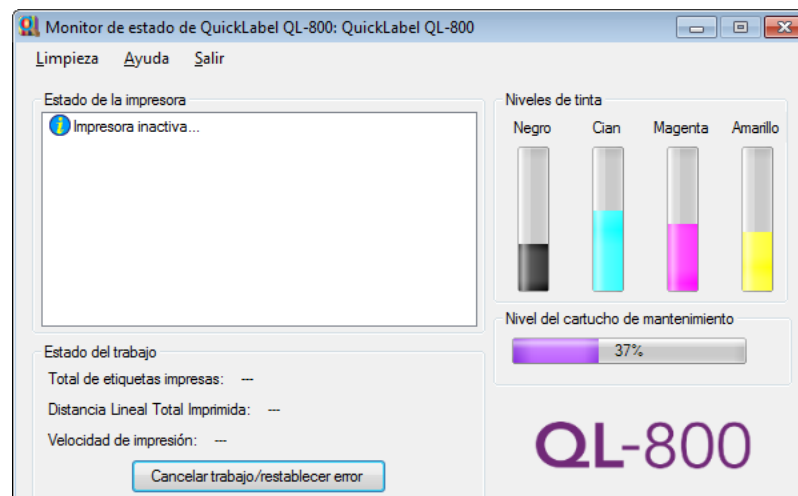 Monitor de estado de QuickLabel QL-800: QuickLabel QL-800
Limpieza Ayuda Salir
Estado de la impresora
Impresora inactiva...
Niveles de tinta
Negro Cian Magenta Amarillo
Nivel del cartucho de mantenimiento
37%
Estado del trabajo
Total de etiquetas impresas: ---
Distancia Lineal Total Imprimida: ---
Velocidad de impresión: ---
Cancelar trabajo/restablecer error
QL-800